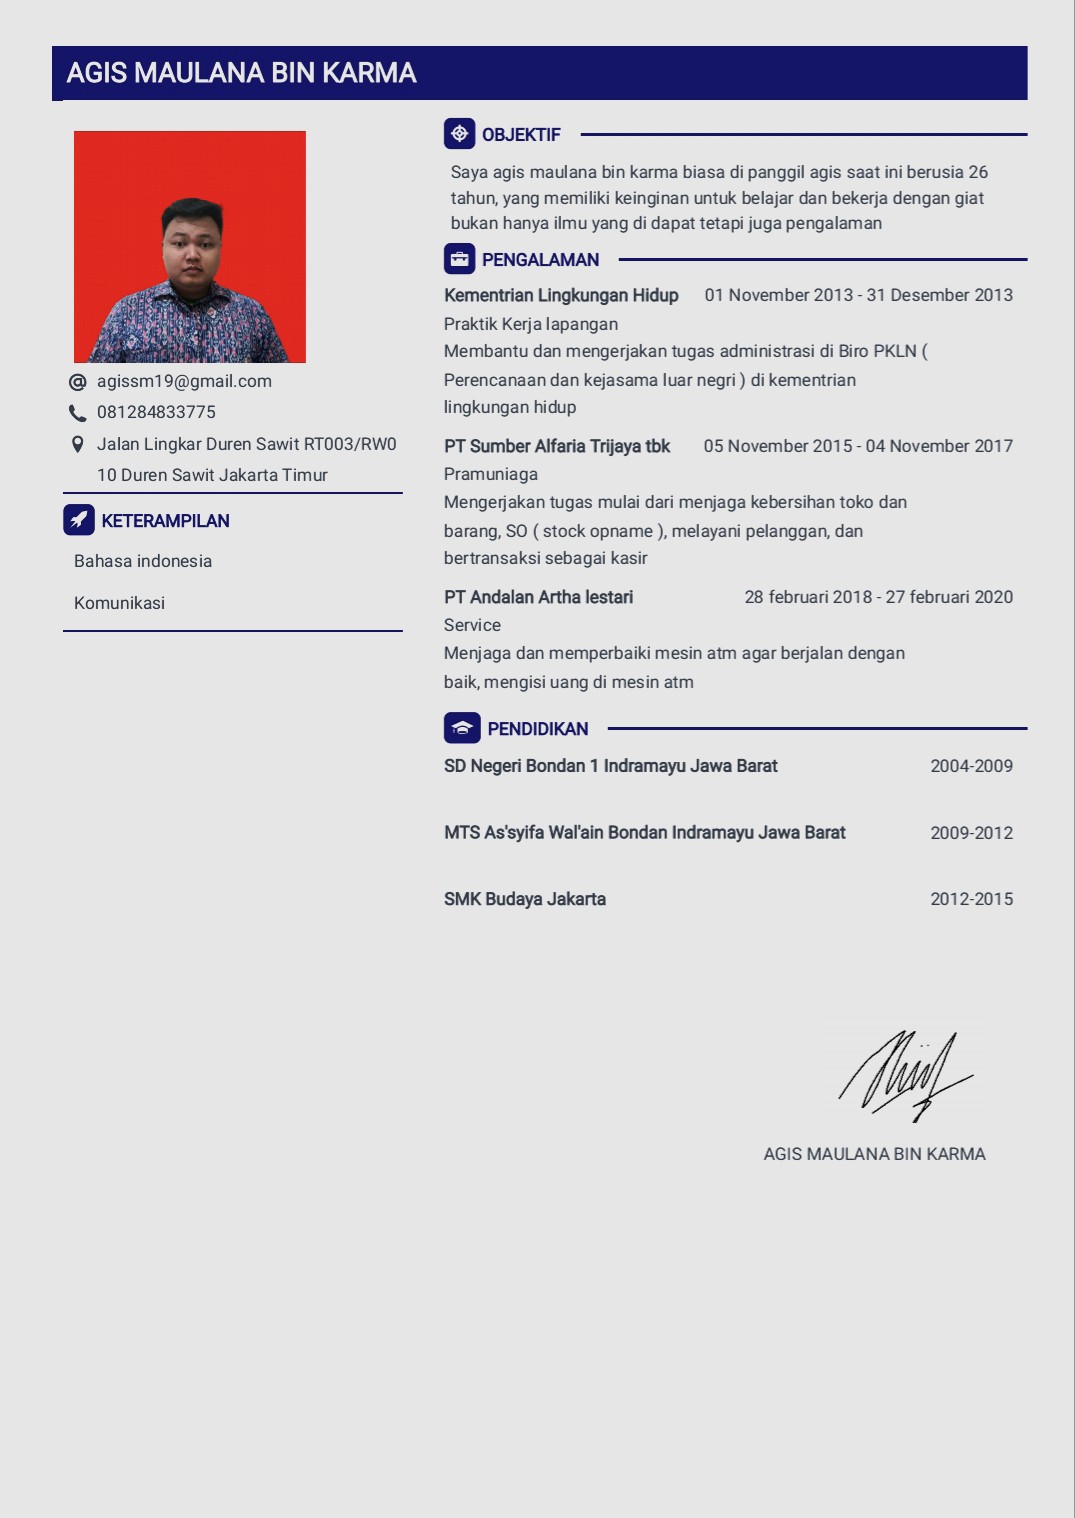 AGIS MAULANA BIN KARMA
agissm19@gmail.com
081284833775
Jalan Lingkar Duren Sawit RT003/RW0
10 Duren Sawit Jakarta Timur
KETERAMPILAN
Bahasa indonesia
Komunikasi
OBJEKTIF
Saya agis maulana bin karma biasa di panggil agis saat ini berusia 26
tahun, yang memiliki keinginan untuk belajar dan bekerja dengan giat
bukan hanya ilmu yang di dapat tetapi juga pengalaman
PENGALAMAN
Kementrian Lingkungan Hidup 01 November 2013 - 31 Desember 2013
Praktik Kerja lapangan
Membantu dan mengerjakan tugas administrasi di Biro PKLN (
Perencanaan dan kejasama luar negri ) di kementrian
lingkungan hidup
PT Sumber Alfaria Trijaya tbk 05 November 2015 - 04 November 2017
Pramuniaga
Mengerjakan tugas mulai dari menjaga kebersihan toko dan
barang, SO ( stock opname ), melayani pelanggan, dan
bertransaksi sebagai kasir
PT Andalan Artha lestari 28 februari 2018 - 27 februari 2020
Service
Menjaga dan memperbaiki mesin atm agar berjalan dengan
baik, mengisi uang di mesin atm
PENDIDIKAN
SD Negeri Bondan 1 Indramayu Jawa Barat 2004-2009
MTS As'syifa Wal'ain Bondan Indramayu Jawa Barat 2009-2012
SMK Budaya Jakarta 2012-2015
AGIS MAULANA BIN KARMA